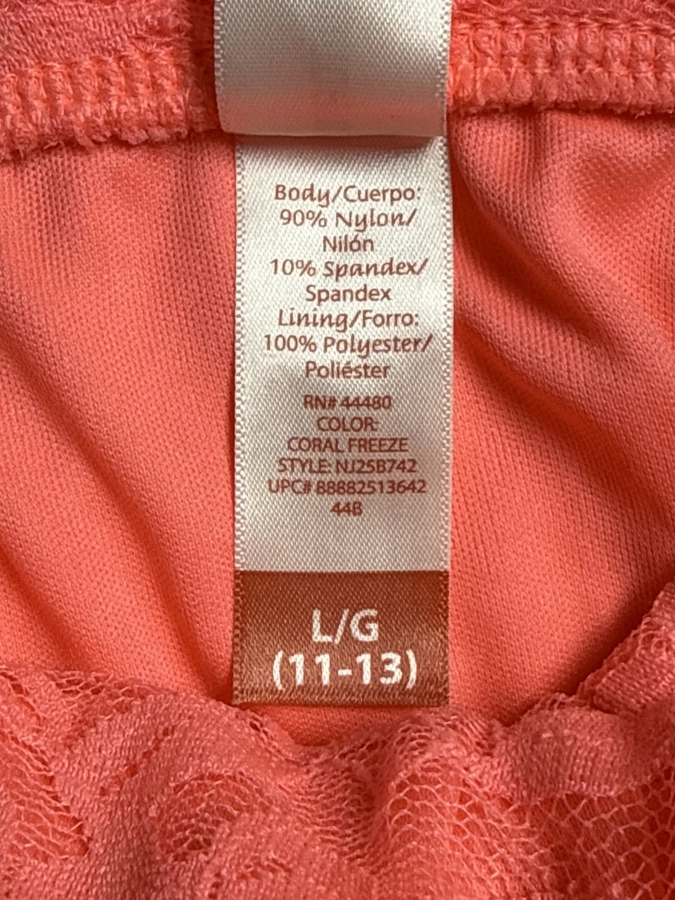 Body/Cuerpo:
90% Nylon/
Nilón
10% Spandex/
Spandex
Lining/Forro:
100% Polyester/
Poliéster
RN# 44480
COLOR:
CORAL FREEZE
STYLE: NJ25B742
UPC# 88882513642
44B
L/G
(11-13)